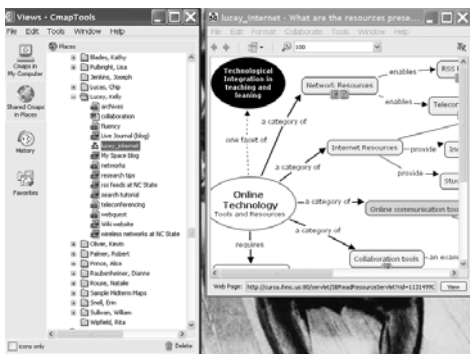 Views - CmapTools
File Edit Tools Window Help
Cmaps in
My Computer
Shared Cmaps
in Places
History
Favorites
Places
Blades, Kathy
Fulbright, Lisa
Jenkins, Joseph
Lucas, Chip
Lucey, Kelly
archives
collaboration
fluency
Live Journal (blog)
lucey_internet
My Space blog
networks
research tips
rss feeds at NC State
search tutorial
teleconferencing
webquest
Wiki website
wireless networks at NC State
Oliver, Kevin
Palmer, Robert
Prince, Alice
Raubenheimer, Dianne
Rouse, Natalie
Sample Midterm Maps
Snell, Erin
Sullivan, William
Wipfield, Rita
Icons only
Delete
lucey_internet - What are the resources prese...
File Edit Format Collaborate Tools Window Help
100
Technological
Integration in
teaching and
leaning
one facet of
Online
Technology
Tools and Resources
requires
a category of
Network Resources
enables
RSS
enables
Telecon
a category of
Internet Resources
provide
provide
Stu
a category of
Online communication too
a category of
Collaboration tools
an exam
Web Page:
View